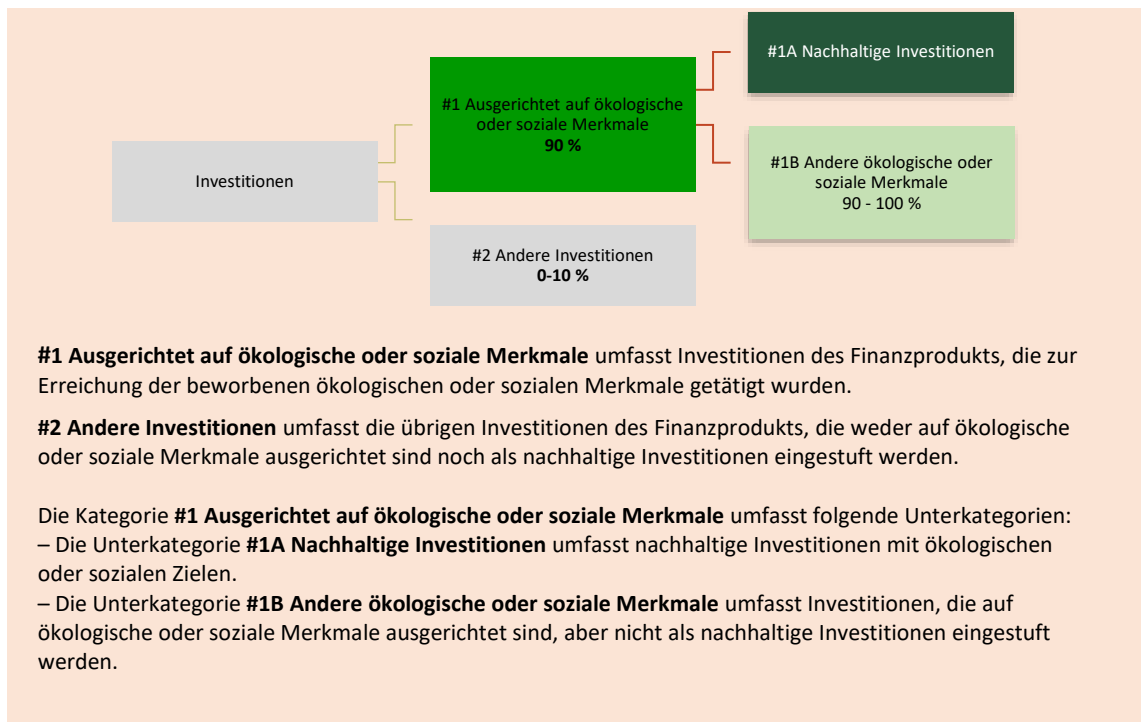 #1A Nachhaltige Investitionen
#1 Ausgerichtet auf ökologische
oder soziale Merkmale
90 %
Investitionen
#1B Andere ökologische oder
soziale Merkmale
90 - 100 %
#2 Andere Investitionen
0-10 %
#1 Ausgerichtet auf ökologische oder soziale Merkmale umfasst Investitionen des Finanzprodukts, die zur
Erreichung der beworbenen ökologischen oder sozialen Merkmale getätigt wurden.
#2 Andere Investitionen umfasst die übrigen Investitionen des Finanzprodukts, die weder auf ökologische
oder soziale Merkmale ausgerichtet sind noch als nachhaltige Investitionen eingestuft werden.
Die Kategorie #1 Ausgerichtet auf ökologische oder soziale Merkmale umfasst folgende Unterkategorien:
– Die Unterkategorie #1A Nachhaltige Investitionen umfasst nachhaltige Investitionen mit ökologischen
oder sozialen Zielen.
– Die Unterkategorie #1B Andere ökologische oder soziale Merkmale umfasst Investitionen, die auf
ökologische oder soziale Merkmale ausgerichtet sind, aber nicht als nachhaltige Investitionen eingestuft
werden.